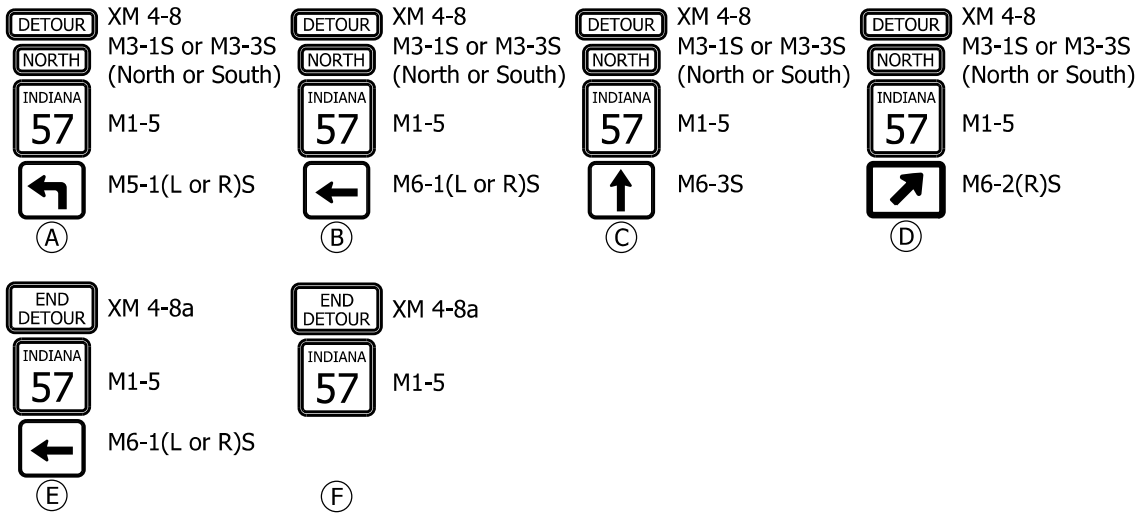 DETOUR XM 4-8
NORTH M3-1S or M3-3S
(North or South)
INDIANA
57 M1-5
M5-1(L or R)S
A
DETOUR XM 4-8
NORTH M3-1S or M3-3S
(North or South)
INDIANA
57 M1-5
M6-1(L or R)S
B
DETOUR XM 4-8
NORTH M3-1S or M3-3S
(North or South)
INDIANA
57 M1-5
M6-3S
C
DETOUR XM 4-8
NORTH M3-1S or M3-3S
(North or South)
INDIANA
57 M1-5
M6-2(R)S
D
END
DETOUR XM 4-8a
INDIANA
57 M1-5
M6-1(L or R)S
E
END
DETOUR XM 4-8a
INDIANA
57 M1-5
F